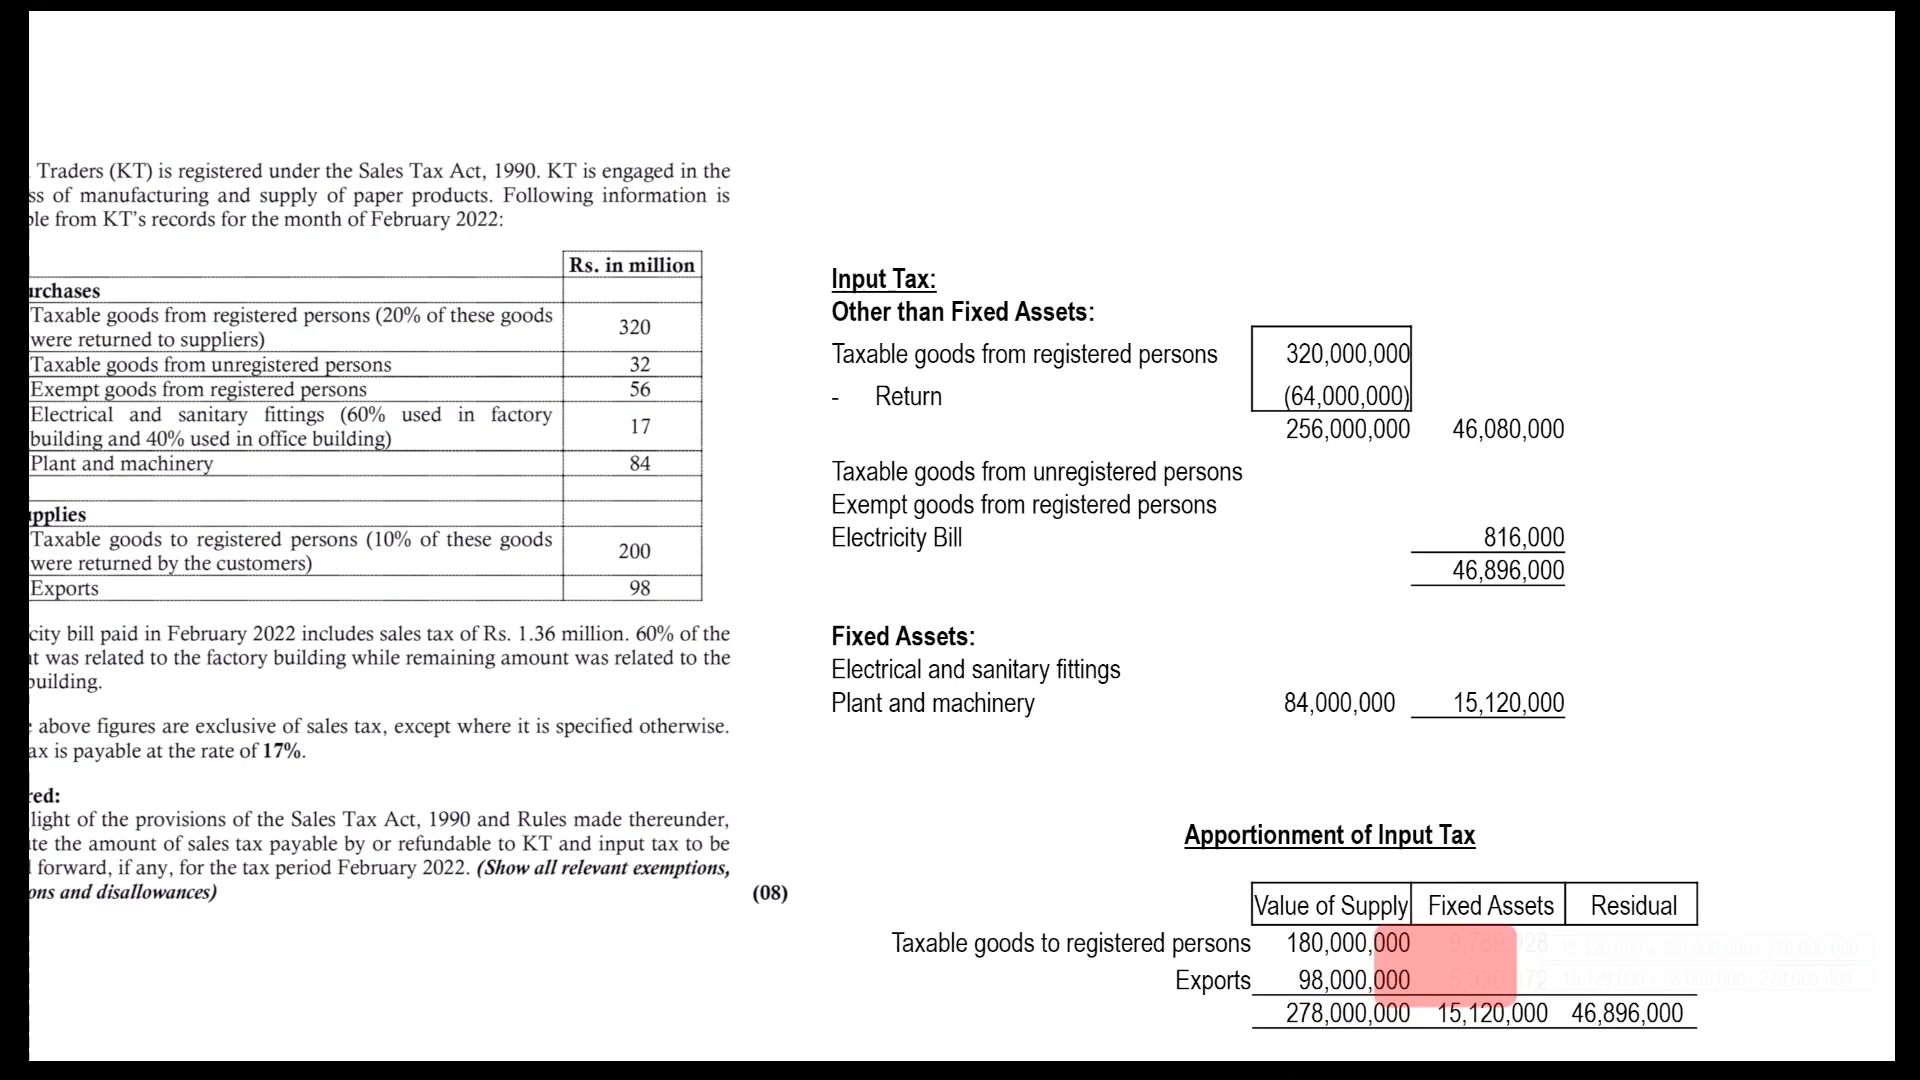 Traders (KT) is registered under the Sales Tax Act, 1990. KT is engaged in the
ss of manufacturing and supply of paper products. Following information is
ble from KT's records for the month of February 2022:
Rs. in million
urchases
Taxable goods from registered persons (20% of these goods
were returned to suppliers)
320
Taxable goods from unregistered persons 32
Exempt goods from registered persons 56
Electrical and sanitary fittings (60% used in factory
building and 40% used in office building)
17
Plant and machinery 84
pplies
Taxable goods to registered persons (10% of these goods
were returned by the customers)
200
Exports 98
city bill paid in February 2022 includes sales tax of Rs. 1.36 million. 60% of the
t was related to the factory building while remaining amount was related to the
building.
e above figures are exclusive of sales tax, except where it is specified otherwise.
ax is payable at the rate of 17%.
red:
light of the provisions of the Sales Tax Act, 1990 and Rules made thereunder,
te the amount of sales tax payable by or refundable to KT and input tax to be
forward, if any, for the tax period February 2022. (Show all relevant exemptions,
ons and disallowances) (08)
Input Tax:
Other than Fixed Assets:
Taxable goods from registered persons 320,000,000
- Return (64,000,000)
256,000,000 46,080,000
Taxable goods from unregistered persons
Exempt goods from registered persons
Electricity Bill 816,000
46,896,000
Fixed Assets:
Electrical and sanitary fittings
Plant and machinery 84,000,000 15,120,000
Apportionment of Input Tax
Value of Supply Fixed Assets Residual
Taxable goods to registered persons 180,000,000
Exports 98,000,000
278,000,000 15,120,000 46,896,000